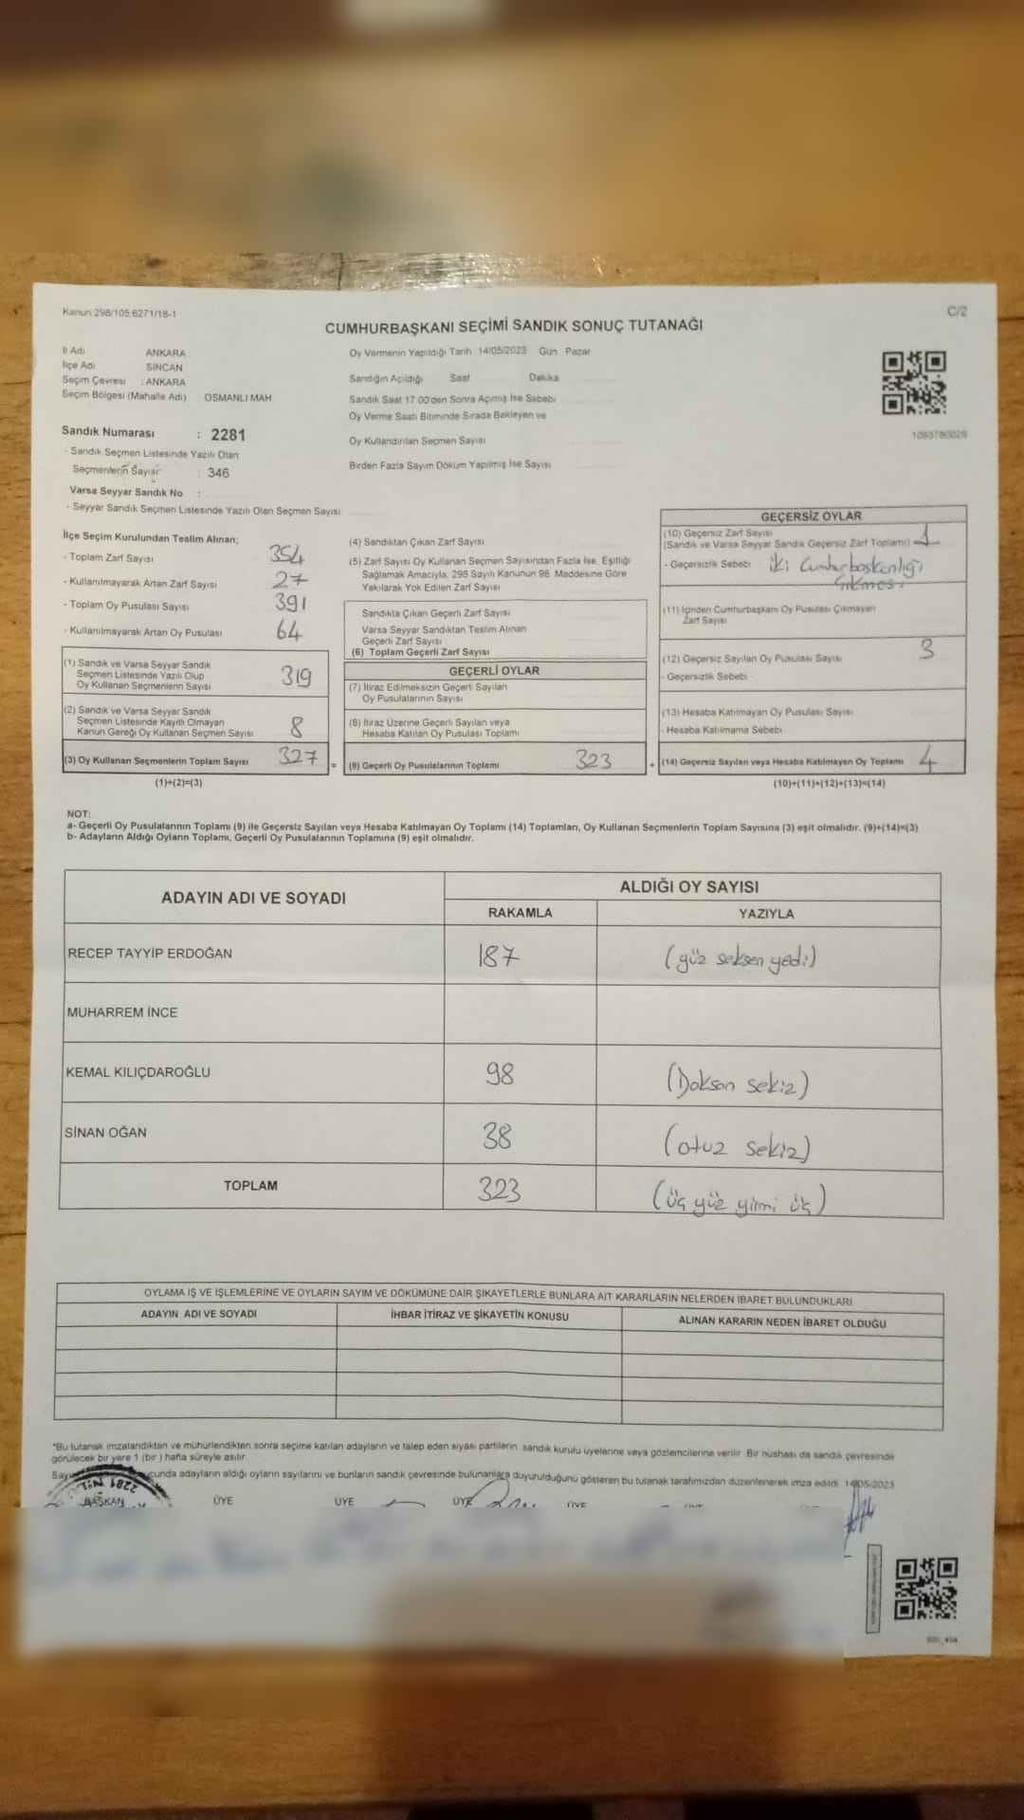 Kanun 298/105 6271/18-1
C/2
CUMHURBAŞKANI SEÇİMİ SANDIK SONUÇ TUTANAĞI
İl Adı ANKARA
İlçe Adı SİNCAN
Seçim Çevresi : ANKARA
Seçim Bölgesi (Mahalle Adı) OSMANLI MAH
Sandık Numarası : 2281
- Sandık Seçmen Listesinde Yazılı Olan
Seçmenlerin Sayısı : 346
Varsa Seyyar Sandık No :
- Seyyar Sandık Seçmen Listesinde Yazılı Olan Seçmen Sayısı
Oy Vermenin Yapıldığı Tarih 14/05/2023 Gün Pazar
Sandığın Açıldığı Saat Dakika
Sandık Saat 17.00'den Sonra Açılmış İse Sebebi
Oy Verme Saati Bitiminde Sırada Bekleyen ve
Oy Kullandırılan Seçmen Sayısı
Birden Fazla Sayım Döküm Yapılmış İse Sayısı
İlçe Seçim Kurulundan Teslim Alınan;
- Toplam Zarf Sayısı 354
- Kullanılmayarak Artan Zarf Sayısı 27
- Toplam Oy Pusulası Sayısı 391
- Kullanılmayarak Artan Oy Pusulası 64
(1) Sandık ve Varsa Seyyar Sandık
Seçmen Listesinde Yazılı Olup
Oy Kullanan Seçmenlerin Sayısı 319
(2) Sandık ve Varsa Seyyar Sandık
Seçmen Listesinde Kayıtlı Olmayan
Kanun Gereği Oy Kullanan Seçmen Sayısı 8
(3) Oy Kullanan Seçmenlerin Toplam Sayısı 327
(1)+(2)=(3)
(4) Sandıktan Çıkan Zarf Sayısı
(5) Zarf Sayısı Oy Kullanan Seçmen Sayısından Fazla İse, Eşitliği
Sağlamak Amacıyla, 298 Sayılı Kanunun 98. Maddesine Göre
Yakılarak Yok Edilen Zarf Sayısı
Sandıkta Çıkan Geçerli Zarf Sayısı
Varsa Seyyar Sandıktan Teslim Alınan
Geçerli Zarf Sayısı
(6) Toplam Geçerli Zarf Sayısı
GEÇERLİ OYLAR
(7) İtiraz Edilmeksizin Geçerli Sayılan
Oy Pusulalarının Sayısı
(8) İtiraz Üzerine Geçerli Sayılan veya
Hesaba Katılan Oy Pusulası Toplamı
= (9) Geçerli Oy Pusulalarının Toplamı 323
GEÇERSİZ OYLAR
(10) Geçersiz Zarf Sayısı
(Sandık ve Varsa Seyyar Sandık Geçersiz Zarf Toplamı) 1
- Geçersizlik Sebebi: iki Cumhurbaşkanlığı
çıkması.
(11) İçinden Cumhurbaşkanı Oy Pusulası Çıkmayan
Zarf Sayısı
(12) Geçersiz Sayılan Oy Pusulası Sayısı 3
- Geçersizlik Sebebi
(13) Hesaba Katılmayan Oy Pusulası Sayısı
- Hesaba Katılmama Sebebi
+ (14) Geçersiz Sayılan veya Hesaba Katılmayan Oy Toplamı 4
(10)+(11)+(12)+(13)=(14)
NOT:
a- Geçerli Oy Pusulalarının Toplamı (9) ile Geçersiz Sayılan veya Hesaba Katılmayan Oy Toplamı (14) Toplamları, Oy Kullanan Seçmenlerin Toplam Sayısına (3) eşit olmalıdır. (9)+(14)=(3)
b- Adayların Aldığı Oyların Toplamı, Geçerli Oy Pusulalarının Toplamına (9) eşit olmalıdır.
ADAYIN ADI VE SOYADI
ALDIĞI OY SAYISI
RAKAMLA YAZIYLA
RECEP TAYYİP ERDOĞAN 187 (yüz seksen yedi)
MUHARREM İNCE
KEMAL KILIÇDAROĞLU 98 (Doksan sekiz)
SİNAN OĞAN 38 (otuz sekiz)
TOPLAM 323 (üç yüz yirmi üç)
OYLAMA İŞ VE İŞLEMLERİNE VE OYLARIN SAYIM VE DÖKÜMÜNE DAİR ŞİKAYETLERLE BUNLARA AİT KARARLARIN NELERDEN İBARET BULUNDUKLARI
ADAYIN ADI VE SOYADI İHBAR İTİRAZ VE ŞİKAYETİN KONUSU ALINAN KARARIN NEDEN İBARET OLDUĞU
*Bu tutanak imzalandıktan ve mühürlendikten sonra seçime katılan adayların ve talep eden siyasi partilerin sandık kurulu üyelerine veya gözlemcilerine verilir. Bir nüshası da sandık çevresinde
görülecek bir yere 1 (bir) hafta süreyle asılır.
cunda adayların aldığı oyların sayılarını ve bunların sandık çevresinde bulunanlara duyurulduğunu gösteren bu tutanak tarafımızdan düzenlenerek imza edildi. 14/05/2023
BAŞKAN ÜYE ÜYE ÜYE ÜYE
2281